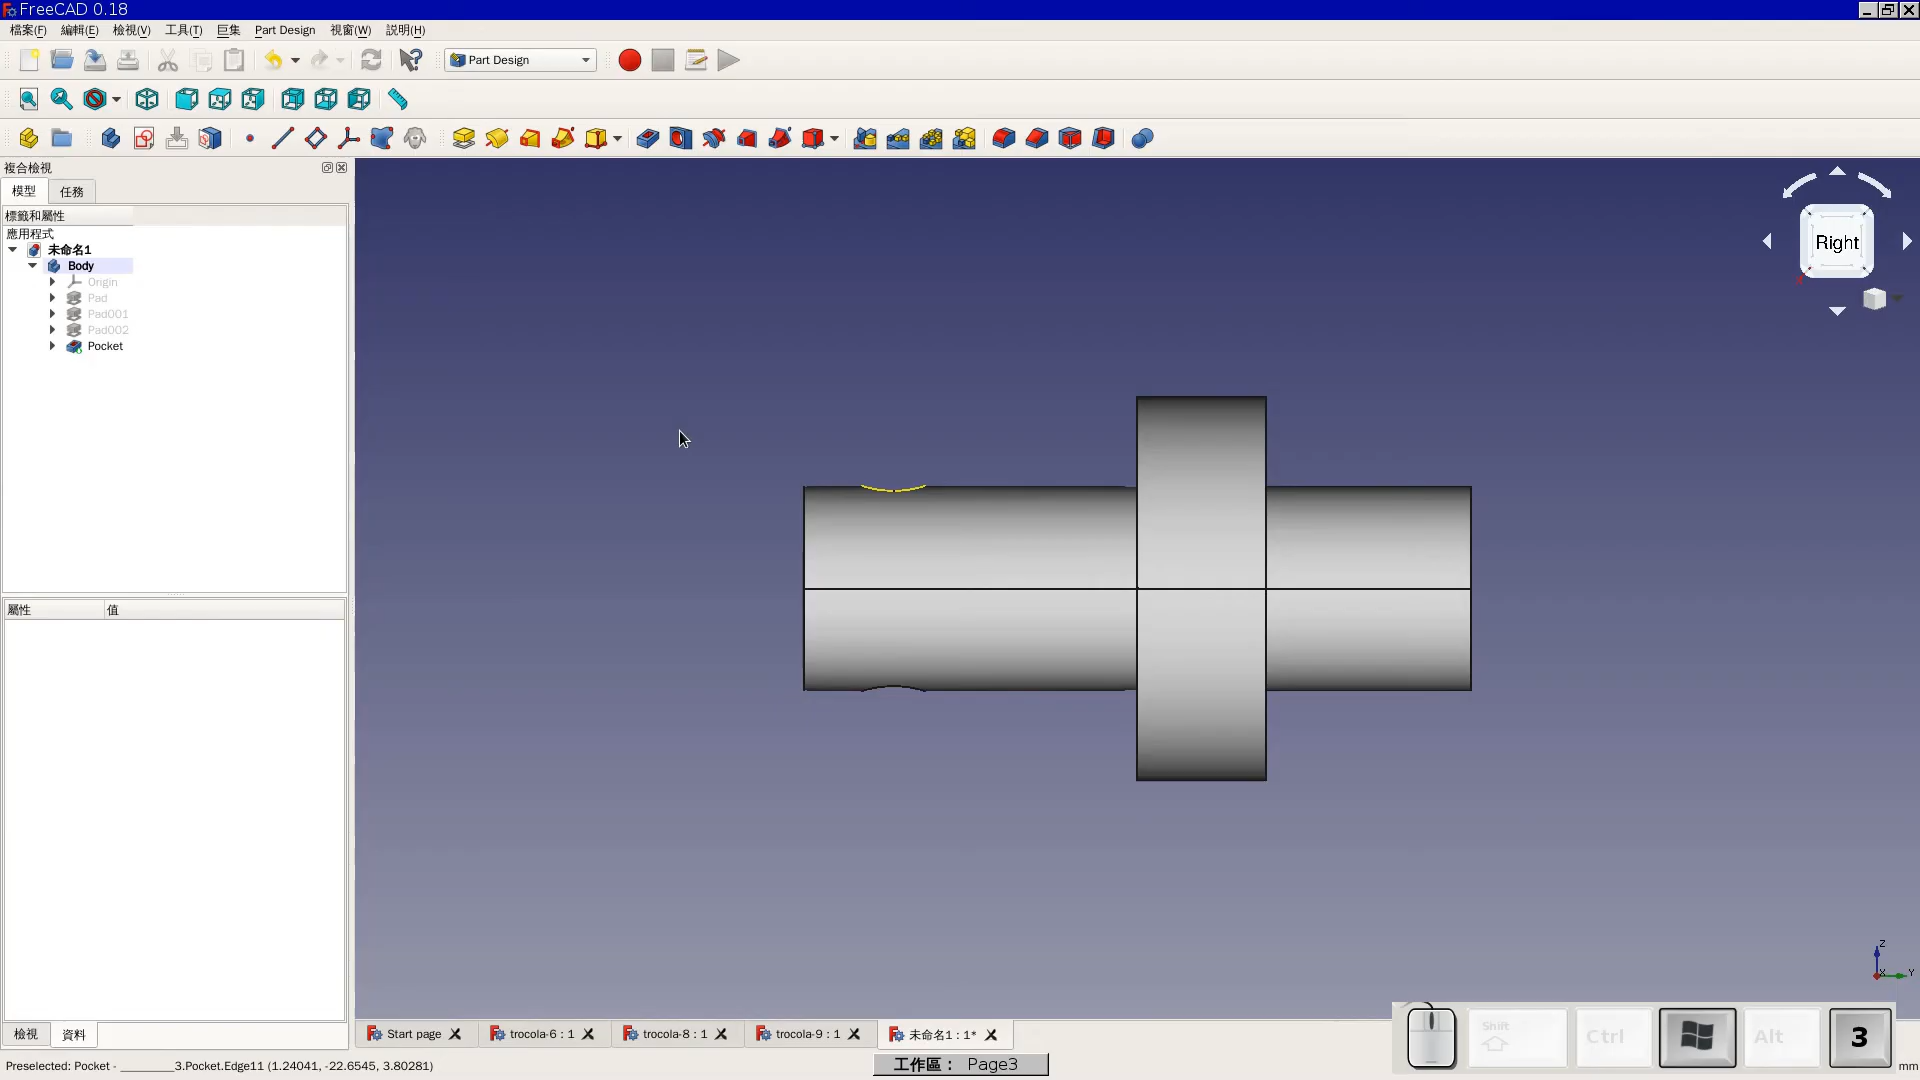 FreeCAD 0.18
檔案(F) 編輯(E) 檢視(V) 工具(T) 巨集 Part Design 視窗(W) 説明(H)
Part Design
複合檢視
模型 任務
標籤和屬性
應用程式
未命名1
Body
Origin
Pad
Pad001
Pad002
Pocket
Right
屬性 值
Z
X
Y
檢視 資料
Start page trocola-6 : 1 trocola-8 : 1 trocola-9 : 1 未命名1 : 1*
Shift Ctrl Alt 3
工作區： Page3
Preselected: Pocket - ________3.Pocket.Edge11 (1.24041, -22.6545, 3.80281)
mm